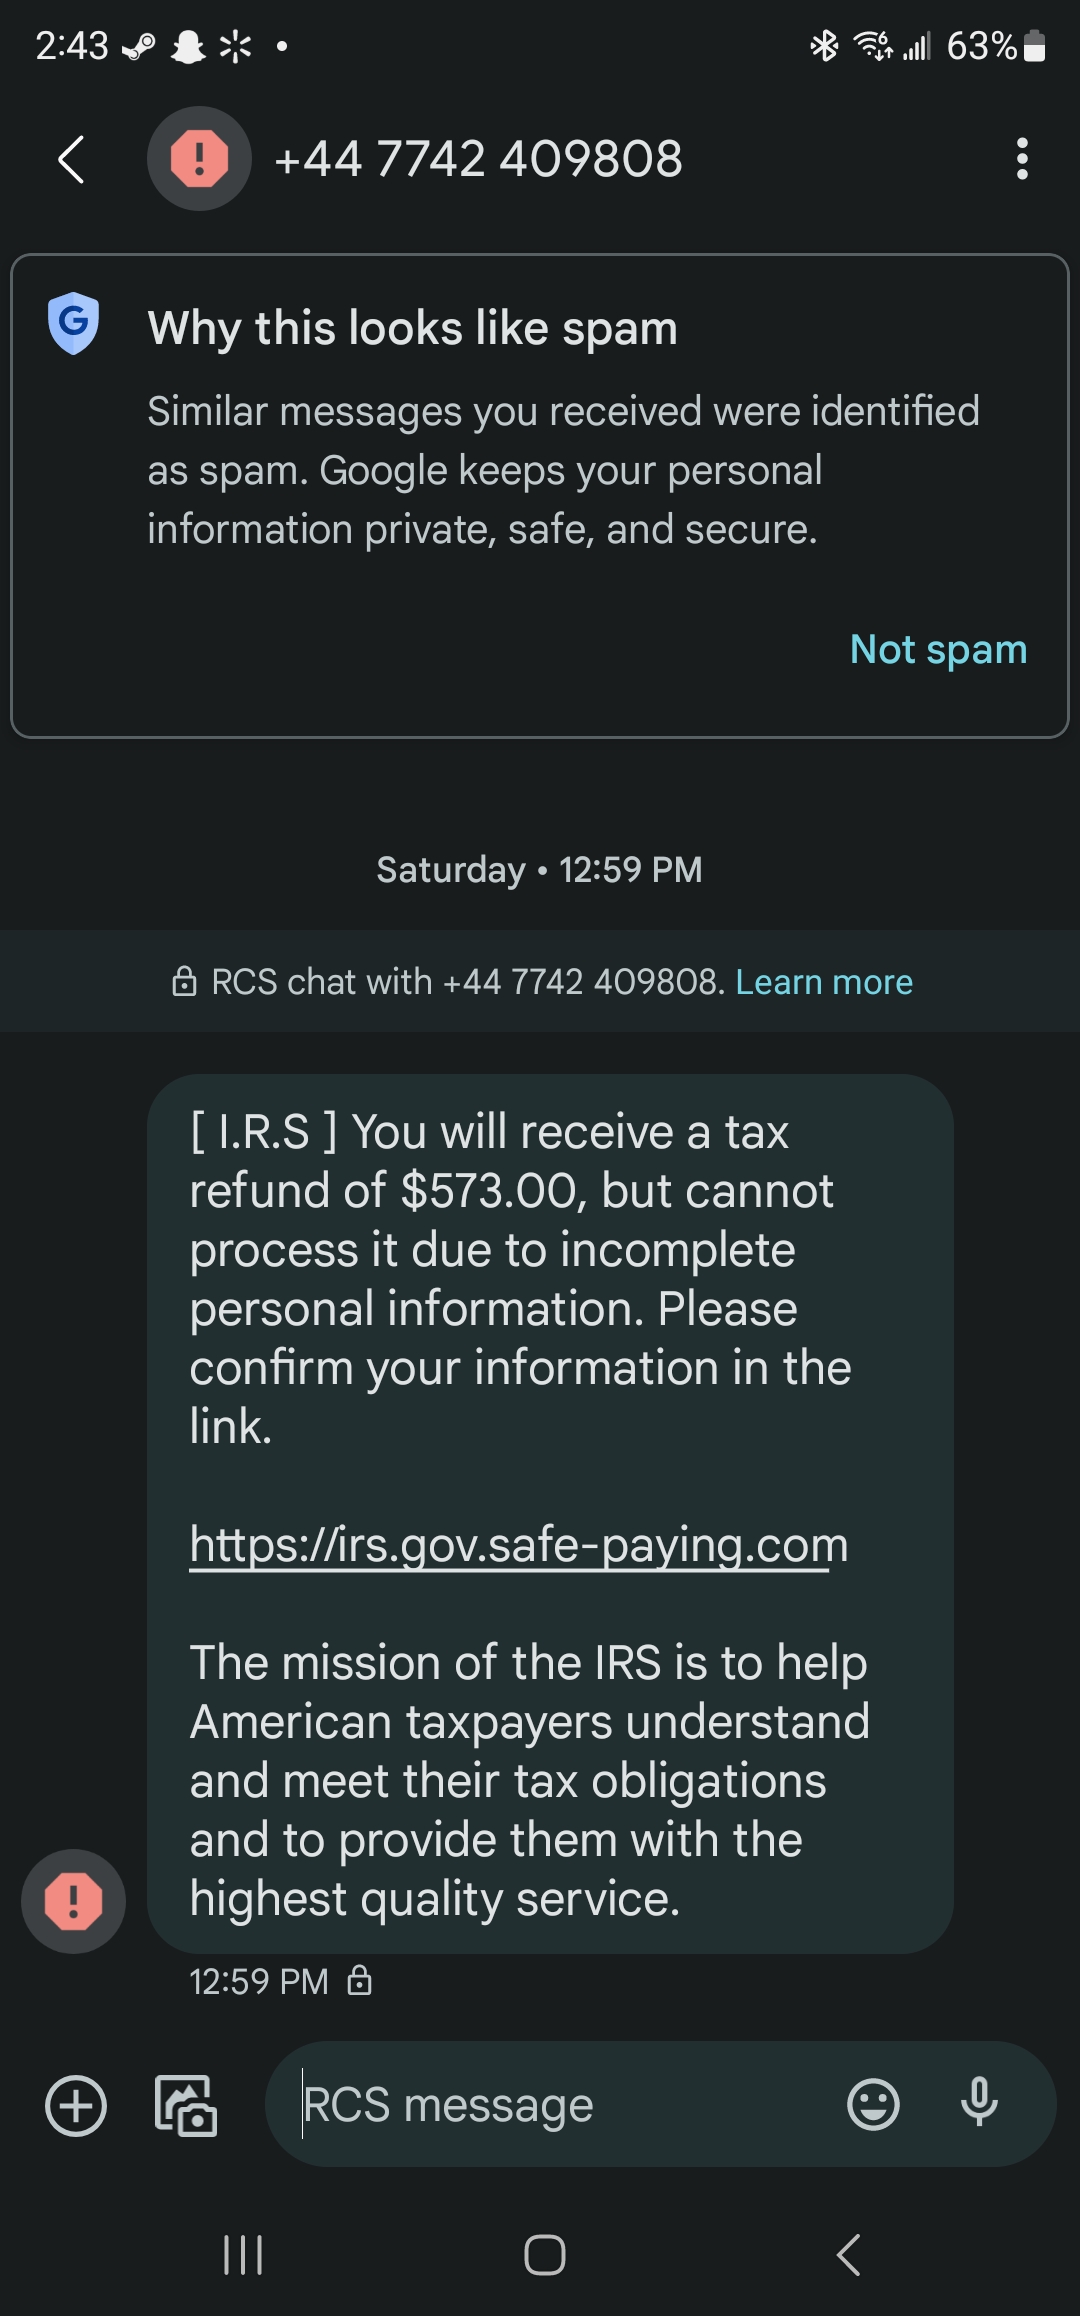 2:43 63%
+44 7742 409808
Why this looks like spam
Similar messages you received were identified
as spam. Google keeps your personal
information private, safe, and secure.
Not spam
Saturday • 12:59 PM
RCS chat with +44 7742 409808. Learn more
[ I.R.S ] You will receive a tax
refund of $573.00, but cannot
process it due to incomplete
personal information. Please
confirm your information in the
link.
https://irs.gov.safe-paying.com
The mission of the IRS is to help
American taxpayers understand
and meet their tax obligations
and to provide them with the
highest quality service.
12:59 PM
RCS message